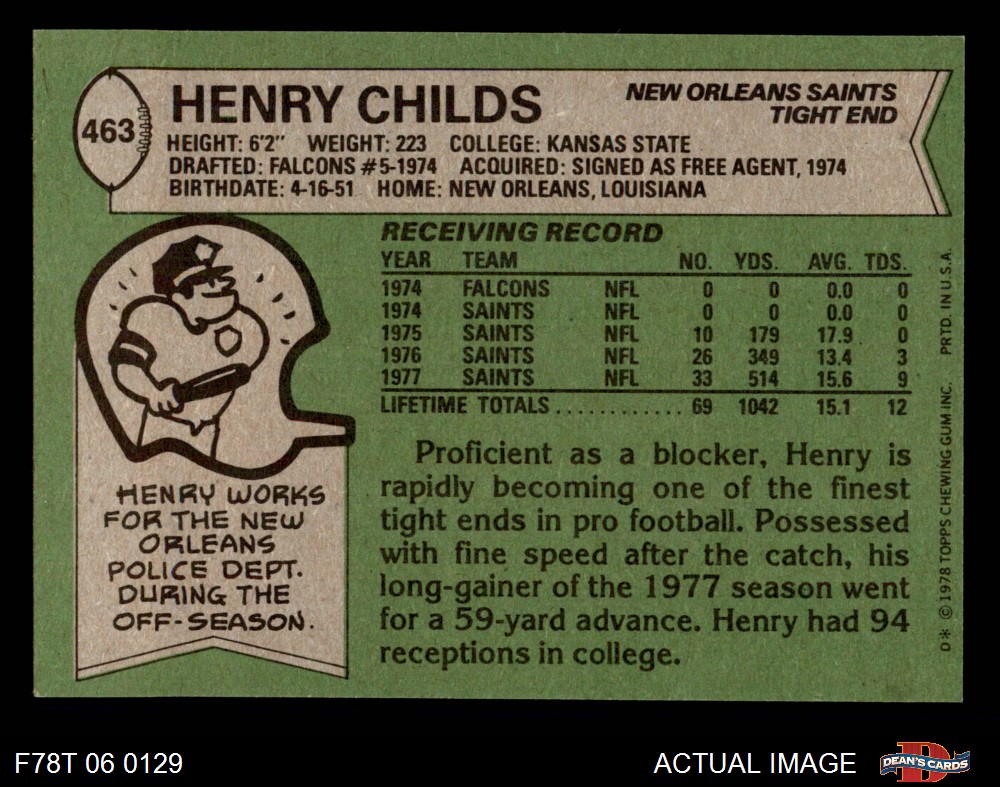 463
HENRY CHILDS
NEW ORLEANS SAINTS
TIGHT END
HEIGHT: 6'2" WEIGHT: 223 COLLEGE: KANSAS STATE
DRAFTED: FALCONS #5-1974 ACQUIRED: SIGNED AS FREE AGENT, 1974
BIRTHDATE: 4-16-51 HOME: NEW ORLEANS, LOUISIANA
RECEIVING RECORD
YEAR TEAM NO. YDS. AVG. TDS.
1974 FALCONS NFL 0 0 0.0 0
1974 SAINTS NFL 0 0 0.0 0
1975 SAINTS NFL 10 179 17.9 0
1976 SAINTS NFL 26 349 13.4 3
1977 SAINTS NFL 33 514 15.6 9
LIFETIME TOTALS............ 69 1042 15.1 12
HENRY WORKS
FOR THE NEW
ORLEANS
POLICE DEPT.
DURING THE
OFF-SEASON.
Proficient as a blocker, Henry is
rapidly becoming one of the finest
tight ends in pro football. Possessed
with fine speed after the catch, his
long-gainer of the 1977 season went
for a 59-yard advance. Henry had 94
receptions in college.
D* © 1978 TOPPS CHEWING GUM INC. PRTD. IN U.S.A.
F78T 06 0129
ACTUAL IMAGE
D
DEAN'S CARDS